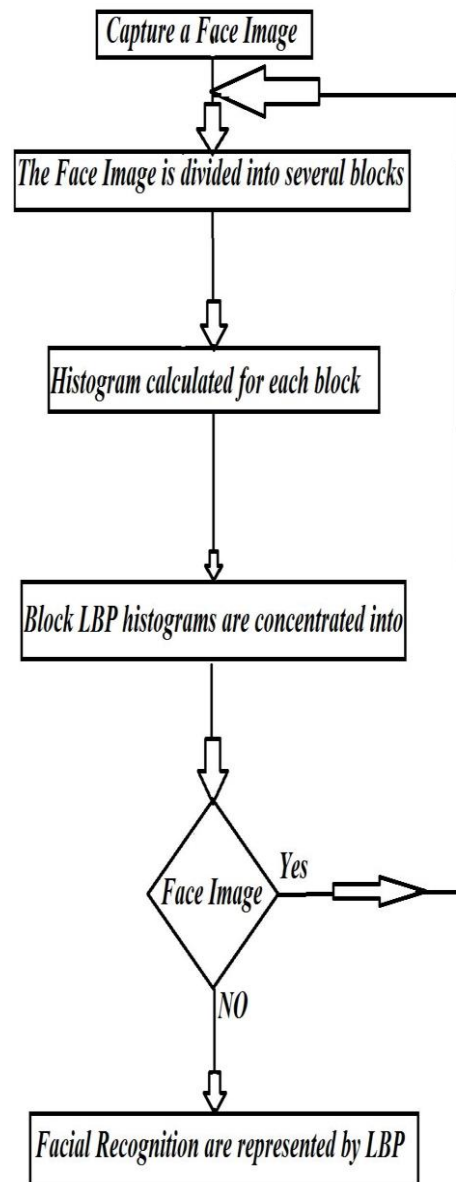 Capture a Face Image
The Face Image is divided into several blocks
Histogram calculated for each block
Block LBP histograms are concentrated into
Face Image
Yes
NO
Facial Recognition are represented by LBP